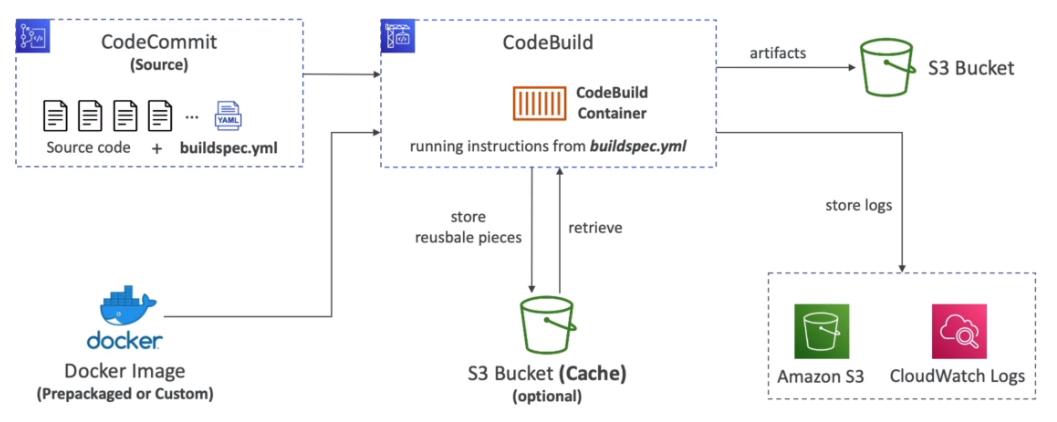 CodeCommit
(Source)
...
YAML
Source code + buildspec.yml
CodeBuild
CodeBuild
Container
running instructions from buildspec.yml
artifacts
S3 Bucket
store
reusbale pieces
retrieve
store logs
docker
Docker Image
(Prepackaged or Custom)
S3 Bucket (Cache)
(optional)
Amazon S3
CloudWatch Logs